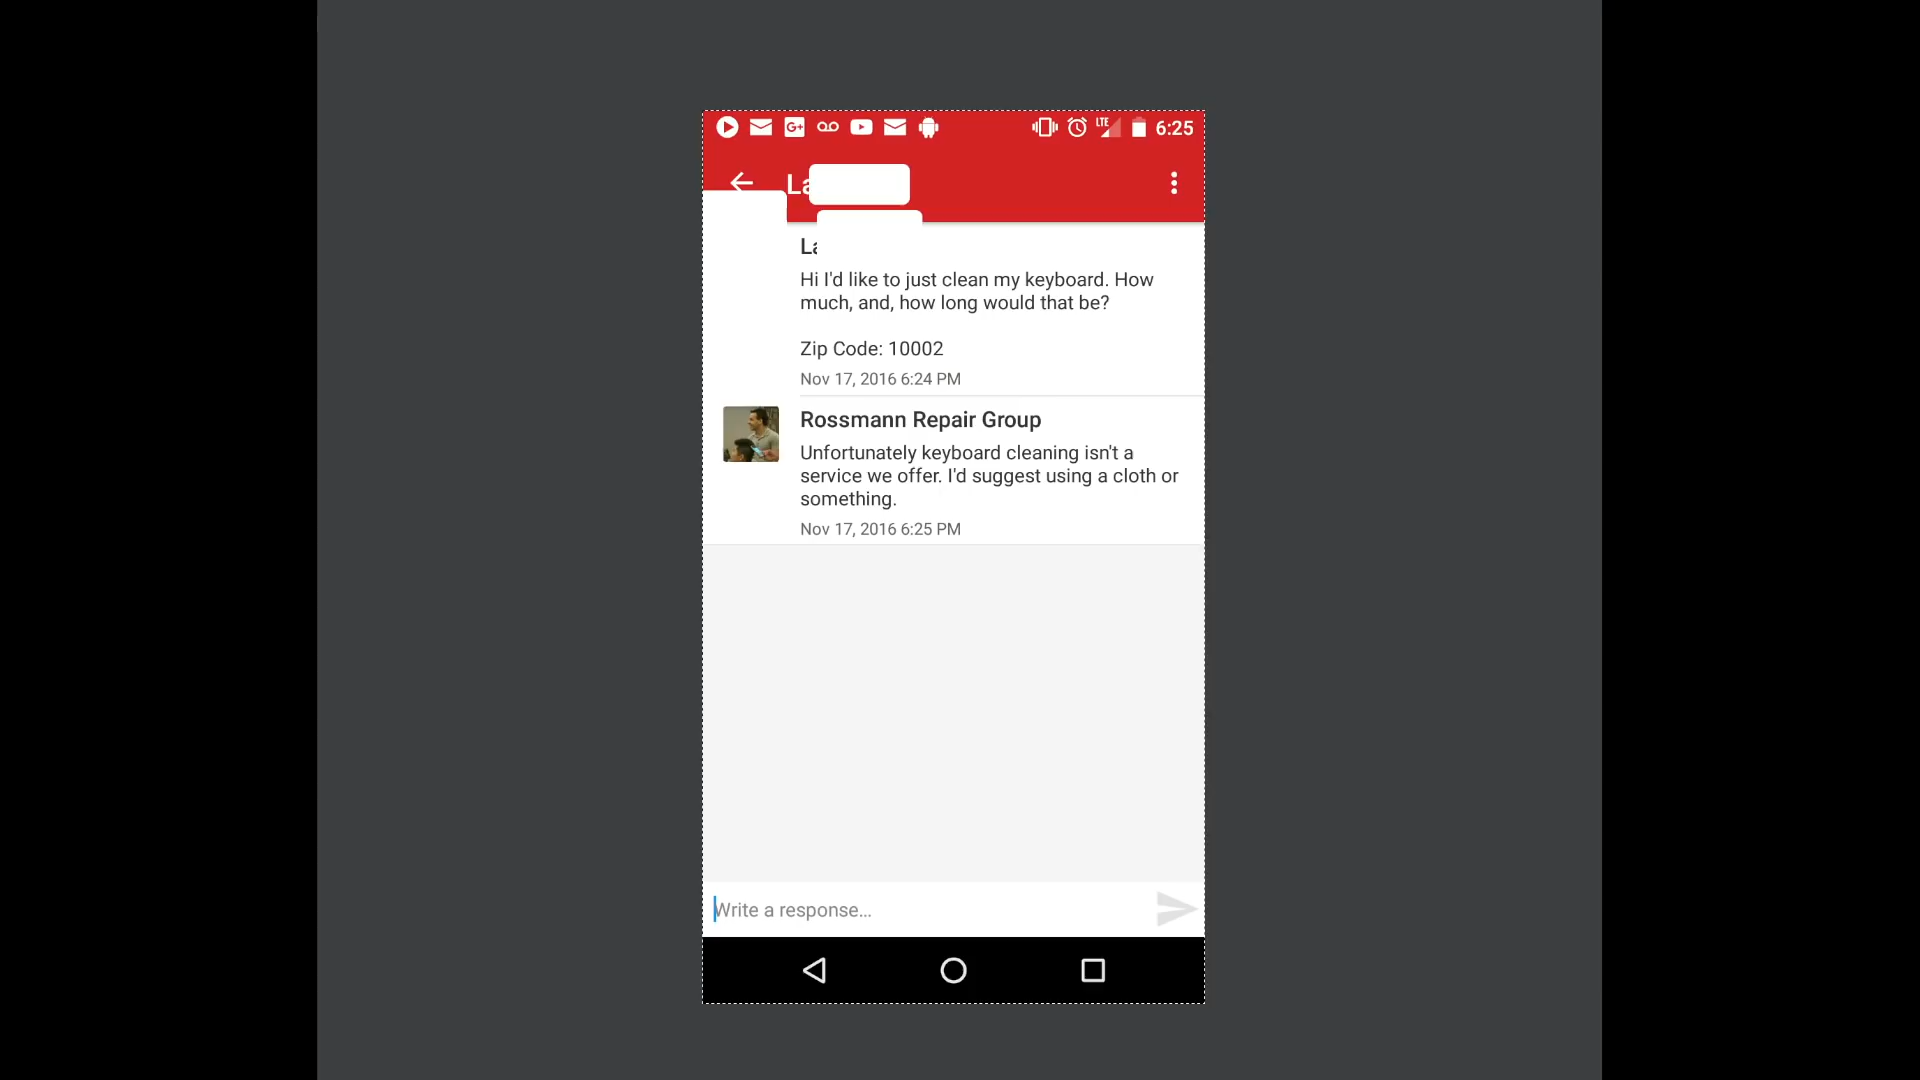 LTE 6:25
La
La
Hi I'd like to just clean my keyboard. How
much, and, how long would that be?
Zip Code: 10002
Nov 17, 2016 6:24 PM
Rossmann Repair Group
Unfortunately keyboard cleaning isn't a
service we offer. I'd suggest using a cloth or
something.
Nov 17, 2016 6:25 PM
Write a response...